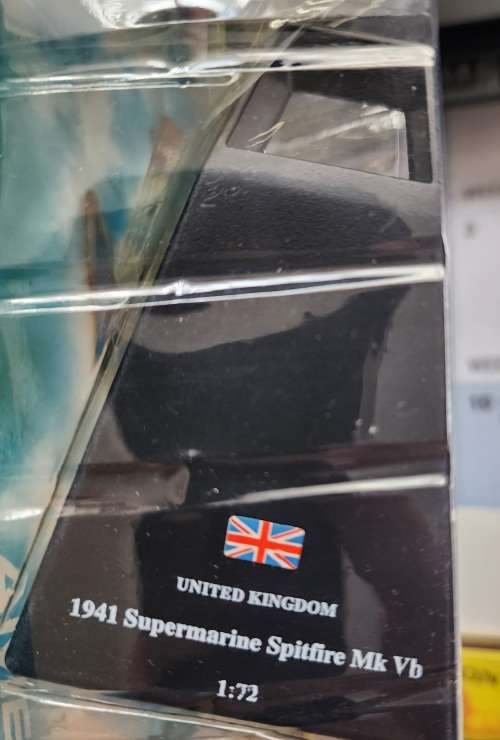 UNITED KINGDOM
1941 Supermarine Spitfire Mk Vb
1:72